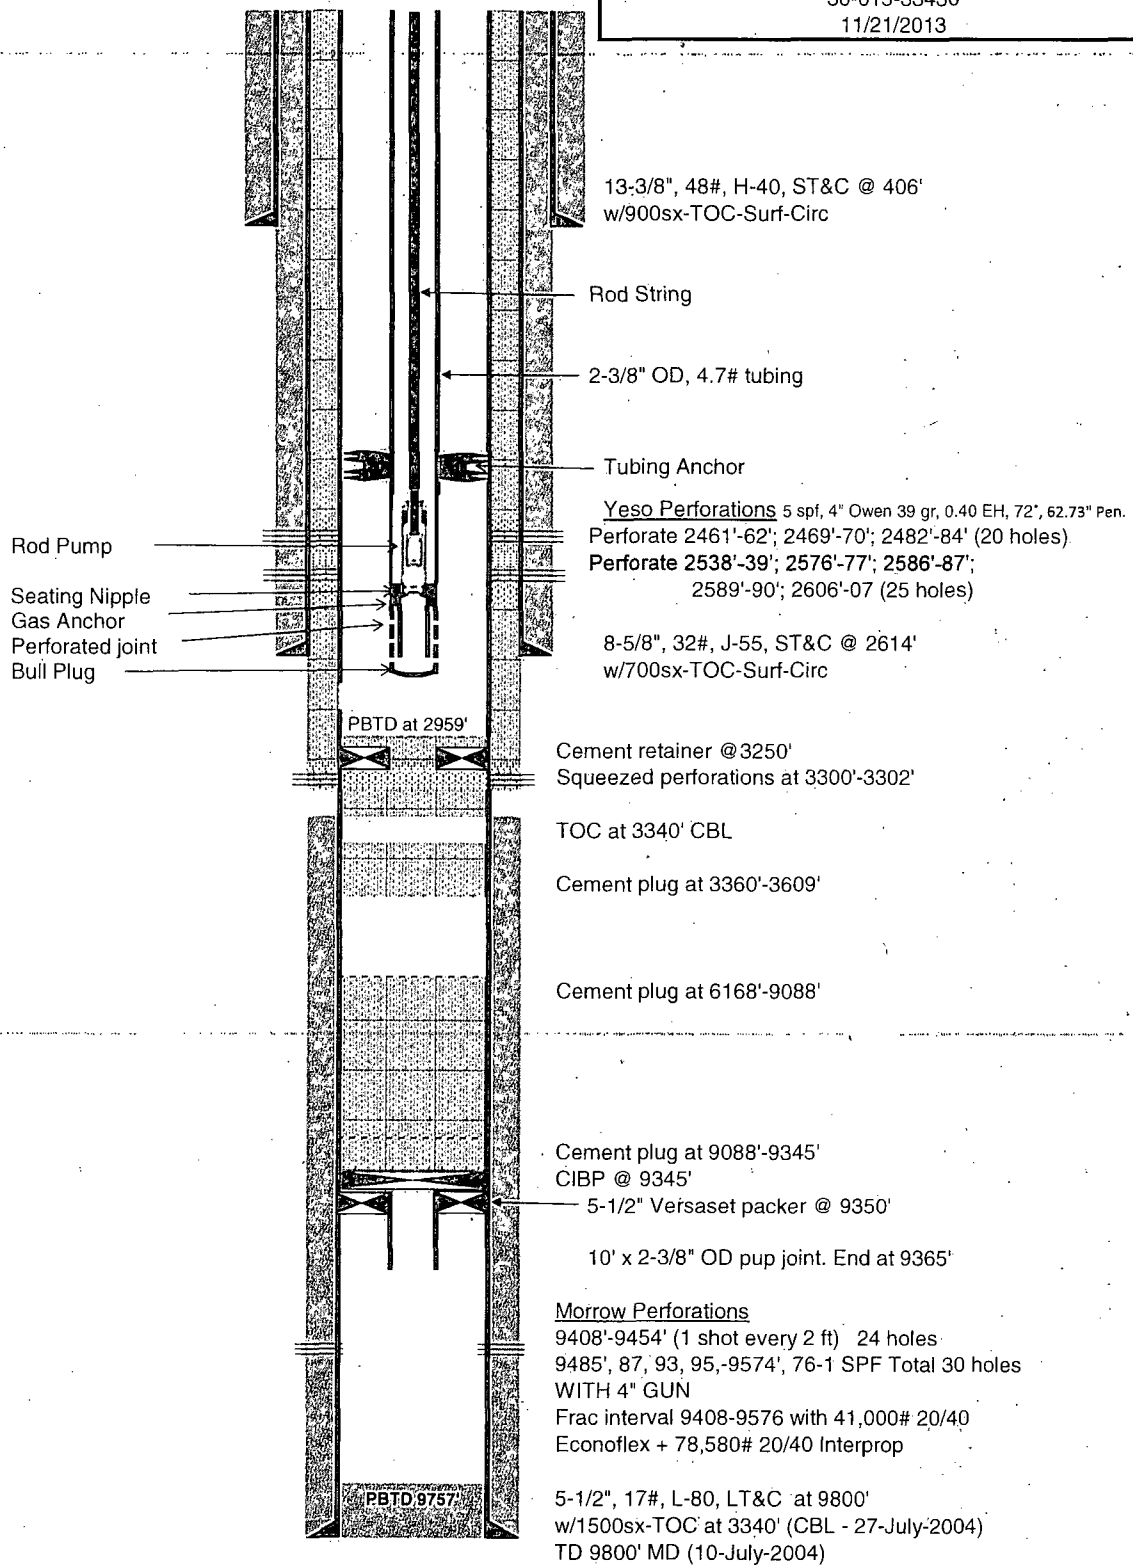 11/21/2013
13-3/8", 48#, H-40, ST&C @ 406'
w/900sx-TOC-Surf-Circ
Rod String
2-3/8" OD, 4.7# tubing
Tubing Anchor
Yeso Perforations 5 spf, 4" Owen 39 gr, 0.40 EH, 72°, 62.73" Pen.
Perforate 2461'-62'; 2469'-70'; 2482'-84' (20 holes)
Perforate 2538'-39'; 2576'-77'; 2586'-87';
2589'-90'; 2606'-07 (25 holes)
Rod Pump
Seating Nipple
Gas Anchor
Perforated joint
Bull Plug
8-5/8", 32#, J-55, ST&C @ 2614'
w/700sx-TOC-Surf-Circ
PBTD at 2959'
Cement retainer @3250'
Squeezed perforations at 3300'-3302'
TOC at 3340' CBL
Cement plug at 3360'-3609'
Cement plug at 6168'-9088'
Cement plug at 9088'-9345'
CIBP @ 9345'
5-1/2" Versaset packer @ 9350'
10' x 2-3/8" OD pup joint. End at 9365'
Morrow Perforations
9408'-9454' (1 shot every 2 ft) 24 holes
9485', 87, 93, 95,-9574', 76-1 SPF Total 30 holes
WITH 4" GUN
Frac interval 9408-9576 with 41,000# 20/40
Econoflex + 78,580# 20/40 Interprop
PBTD 9757'
5-1/2", 17#, L-80, LT&C at 9800'
w/1500sx-TOC at 3340' (CBL - 27-July-2004)
TD 9800' MD (10-July-2004)